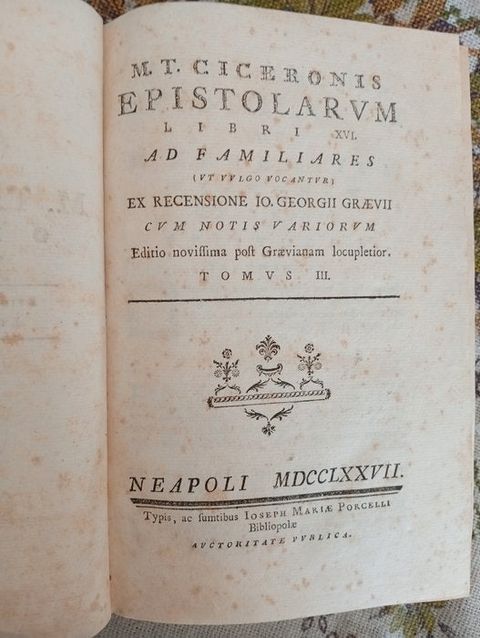 M. T. CICERONIS
EPISTOLARVM
LIBRI XVI.
AD FAMILIARES
(VT VVLGO VOCANTVR)
EX RECENSIONE IO. GEORGII GRÆVII
CVM NOTIS VARIORVM
Editio noviſſima poſt Grævianam locupletior.
TOMVS III.
NEAPOLI MDCCLXXVII.
Typis, ac ſumtibus IOSEPH MARIÆ PORCELLI
Bibliopolæ
AVCTORITATE PVBLICA.